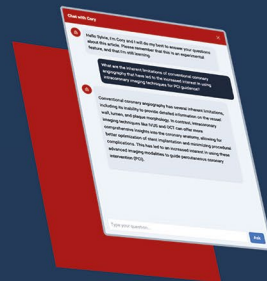 Chat with Cory
Hello Sylvie, I'm Cory and I will do my best to answer your questions
about this article. Please remember that this is an experimental
feature, and that I'm still learning.
What are the inherent limitations of conventional coronary
angiography that have led to the increased interest in using
intracoronary imaging techniques for PCI guidance?
Conventional coronary angiography has several inherent limitations,
including its inability to provide detailed information on the vessel
wall, lumen, and plaque morphology. In contrast, intracoronary
imaging techniques like IVUS and OCT can offer more
comprehensive insights into the coronary anatomy, allowing for
better optimization of stent implantation and minimizing procedural
complications. This has led to an increased interest in using these
advanced imaging modalities to guide percutaneous coronary
intervention (PCI).
Type your question...
Ask